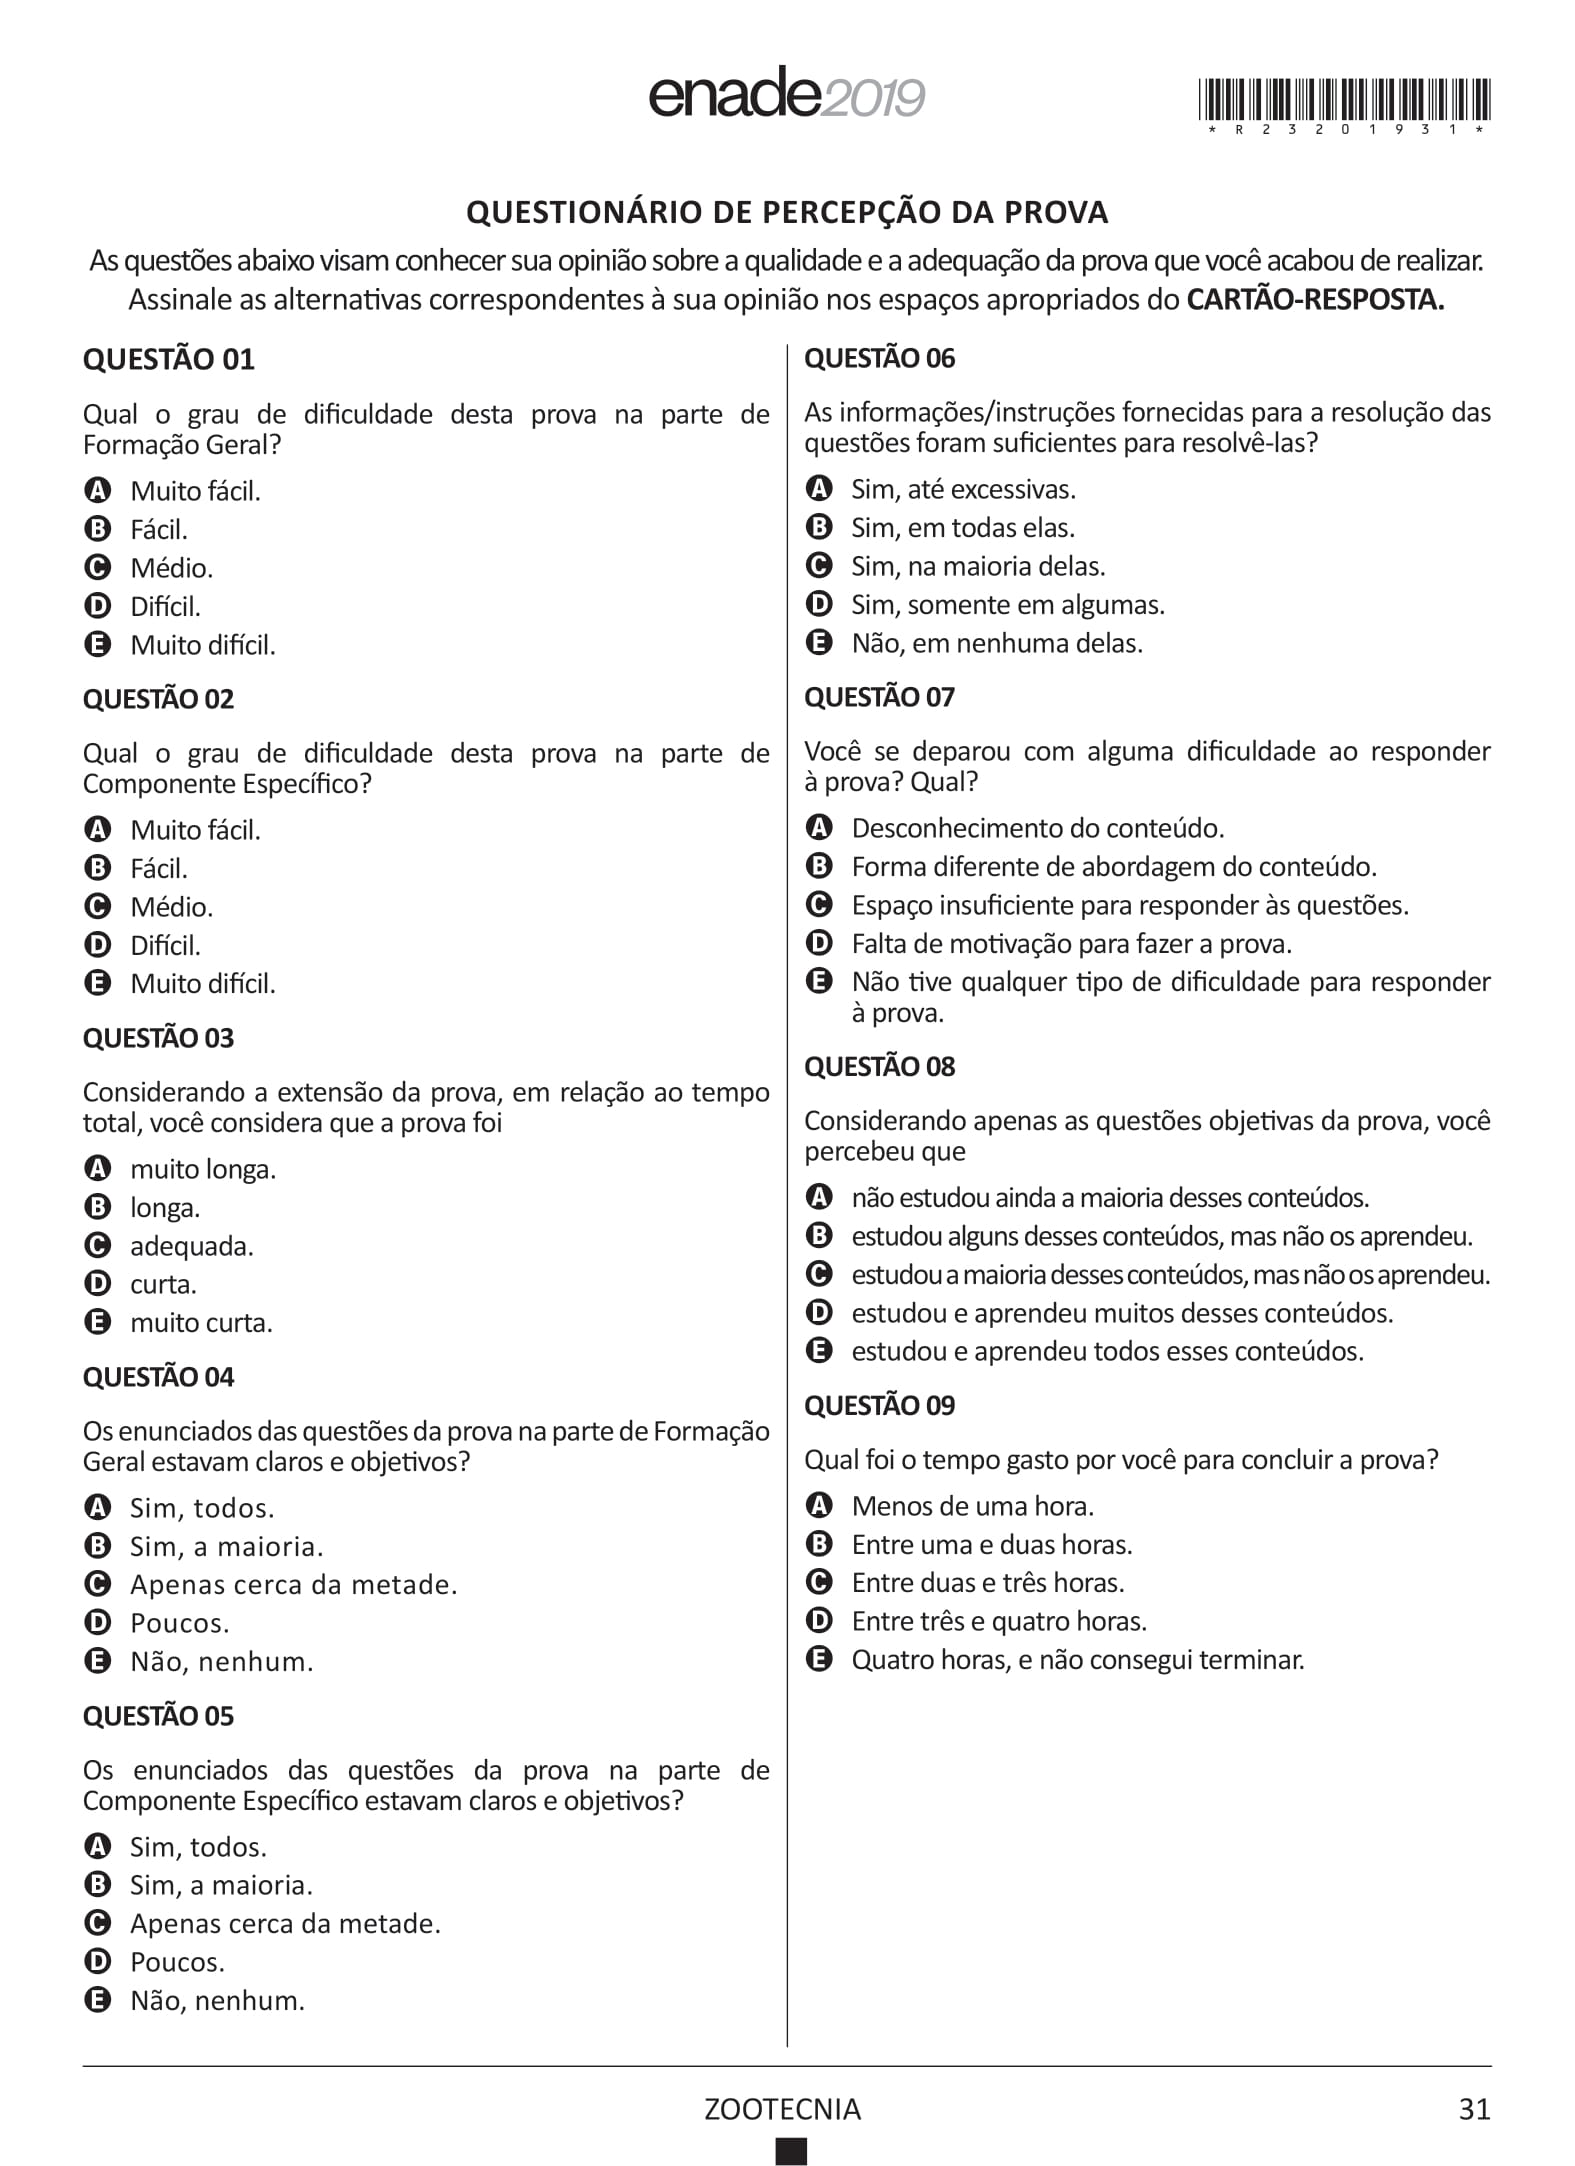 enade2019
*R23201931*
QUESTIONÁRIO DE PERCEPÇÃO DA PROVA
As questões abaixo visam conhecer sua opinião sobre a qualidade e a adequação da prova que você acabou de realizar.
Assinale as alternativas correspondentes à sua opinião nos espaços apropriados do CARTÃO-RESPOSTA.
QUESTÃO 01
Qual o grau de dificuldade desta prova na parte de
Formação Geral?
A Muito fácil.
B Fácil.
C Médio.
D Difícil.
E Muito difícil.
QUESTÃO 02
Qual o grau de dificuldade desta prova na parte de
Componente Específico?
A Muito fácil.
B Fácil.
C Médio.
D Difícil.
E Muito difícil.
QUESTÃO 03
Considerando a extensão da prova, em relação ao tempo
total, você considera que a prova foi
A muito longa.
B longa.
C adequada.
D curta.
E muito curta.
QUESTÃO 04
Os enunciados das questões da prova na parte de Formação
Geral estavam claros e objetivos?
A Sim, todos.
B Sim, a maioria.
C Apenas cerca da metade.
D Poucos.
E Não, nenhum.
QUESTÃO 05
Os enunciados das questões da prova na parte de
Componente Específico estavam claros e objetivos?
A Sim, todos.
B Sim, a maioria.
C Apenas cerca da metade.
D Poucos.
E Não, nenhum.
QUESTÃO 06
As informações/instruções fornecidas para a resolução das
questões foram suficientes para resolvê-las?
A Sim, até excessivas.
B Sim, em todas elas.
C Sim, na maioria delas.
D Sim, somente em algumas.
E Não, em nenhuma delas.
QUESTÃO 07
Você se deparou com alguma dificuldade ao responder
à prova? Qual?
A Desconhecimento do conteúdo.
B Forma diferente de abordagem do conteúdo.
C Espaço insuficiente para responder às questões.
D Falta de motivação para fazer a prova.
E Não tive qualquer tipo de dificuldade para responder
à prova.
QUESTÃO 08
Considerando apenas as questões objetivas da prova, você
percebeu que
A não estudou ainda a maioria desses conteúdos.
B estudou alguns desses conteúdos, mas não os aprendeu.
C estudou a maioria desses conteúdos, mas não os aprendeu.
D estudou e aprendeu muitos desses conteúdos.
E estudou e aprendeu todos esses conteúdos.
QUESTÃO 09
Qual foi o tempo gasto por você para concluir a prova?
A Menos de uma hora.
B Entre uma e duas horas.
C Entre duas e três horas.
D Entre três e quatro horas.
E Quatro horas, e não consegui terminar.
ZOOTECNIA
31